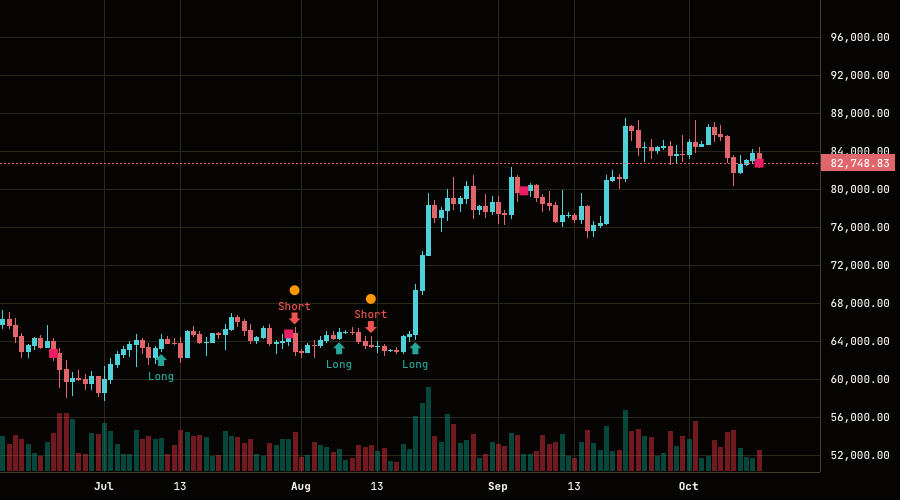 96,000.00
92,000.00
88,000.00
84,000.00
82,748.83
80,000.00
76,000.00
72,000.00
68,000.00
Short
Short
64,000.00
Long
Long
Long
60,000.00
56,000.00
52,000.00
Jul 13 Aug 13 Sep 13 Oct